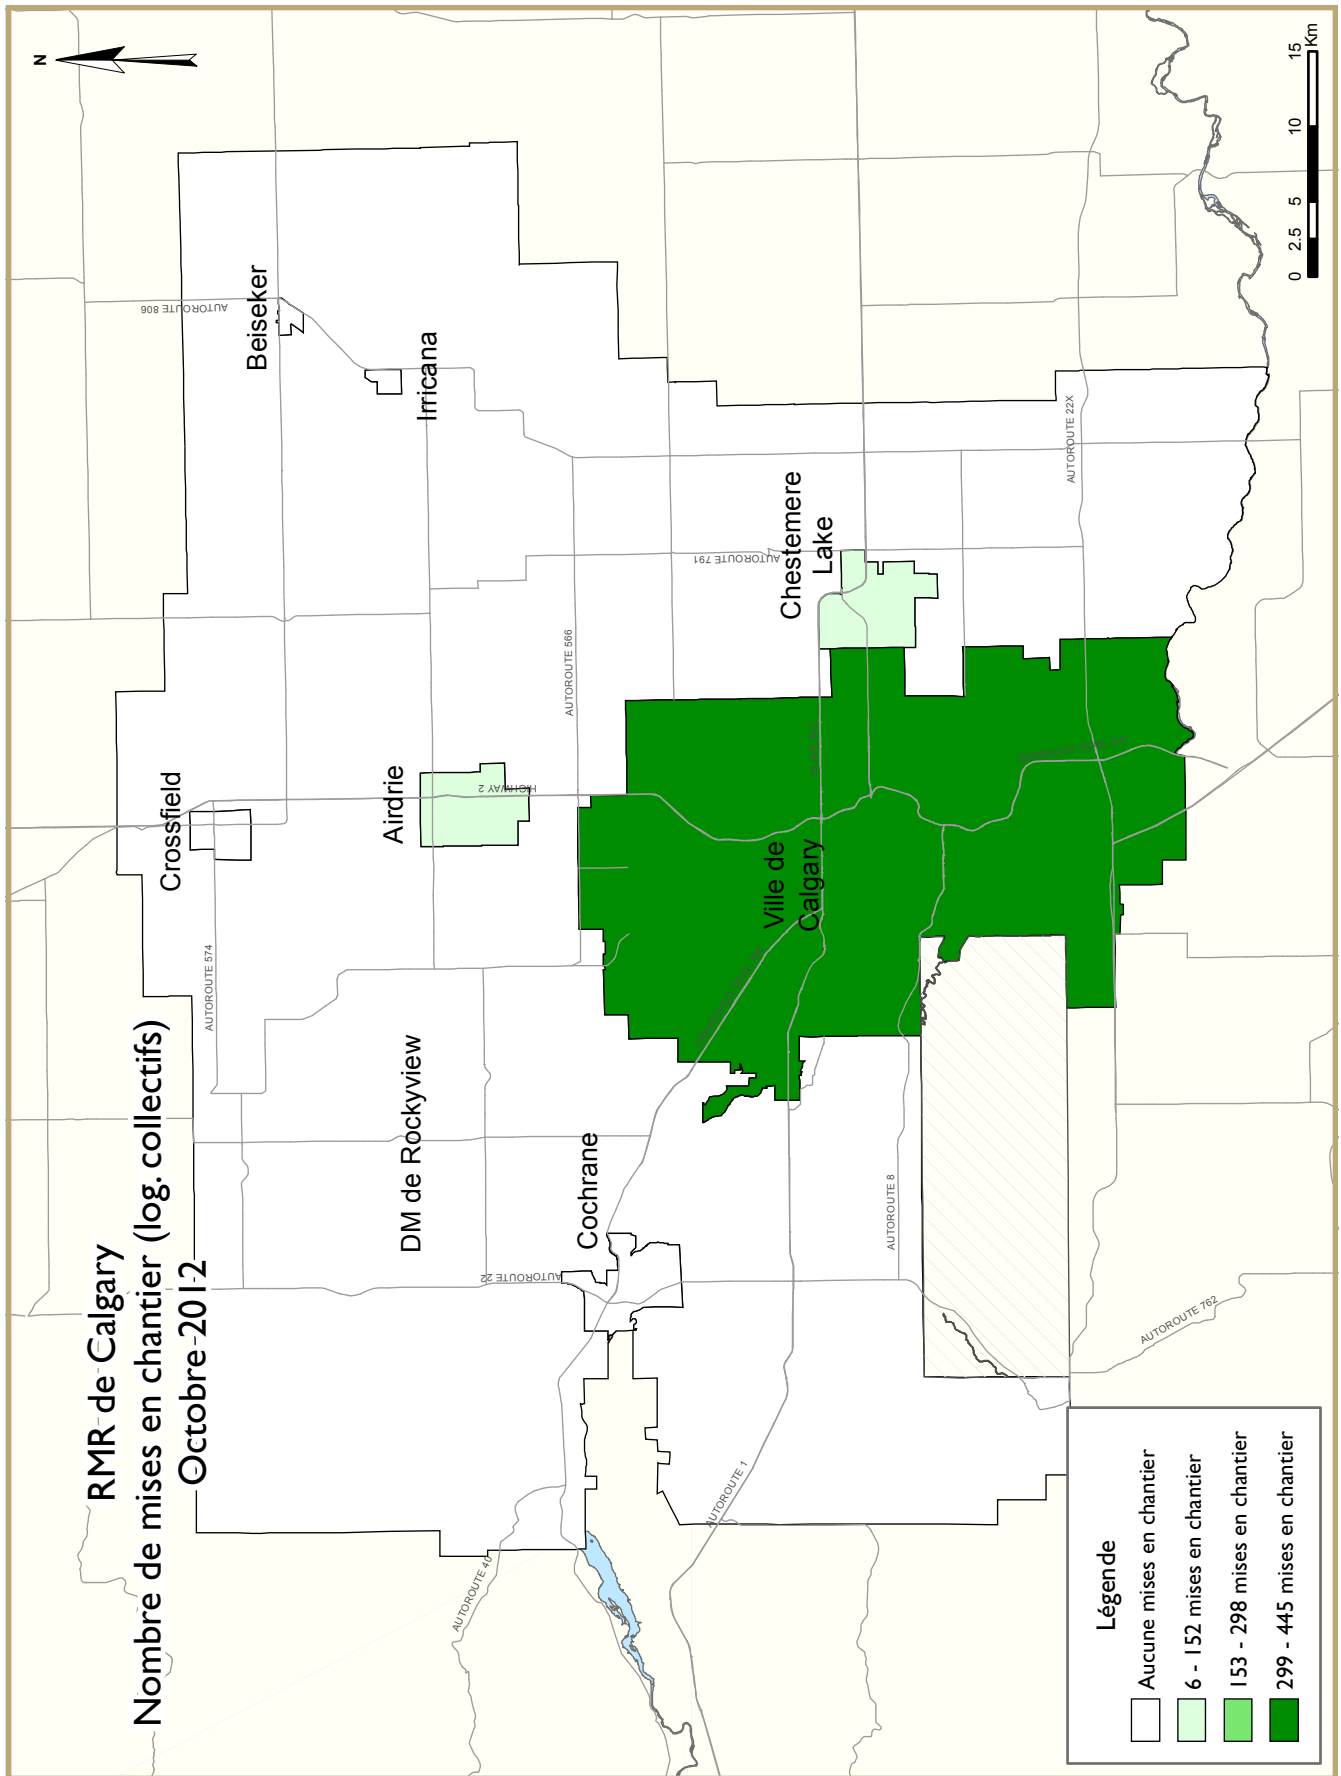 RMR de Calgary
Nombre de mises en chantier (log. collectifs)
Octobre 2012
N
AUTOROUTE 806
Beiseker
Irricana
Crossfield
AUTOROUTE 574
Airdrie
HIGHWAY 2
AUTOROUTE 566
DM de Rockyview
AUTOROUTE 22
Cochrane
AUTOROUTE 40
AUTOROUTE 791
Chestemere
Lake
Ville de
Calgary
AUTOROUTE 1
AUTOROUTE 8
AUTOROUTE 22X
AUTOROUTE 762
Légende
Aucune mises en chantier
6 - 152 mises en chantier
153 - 298 mises en chantier
299 - 445 mises en chantier
0 2.5 5 10 15
Km